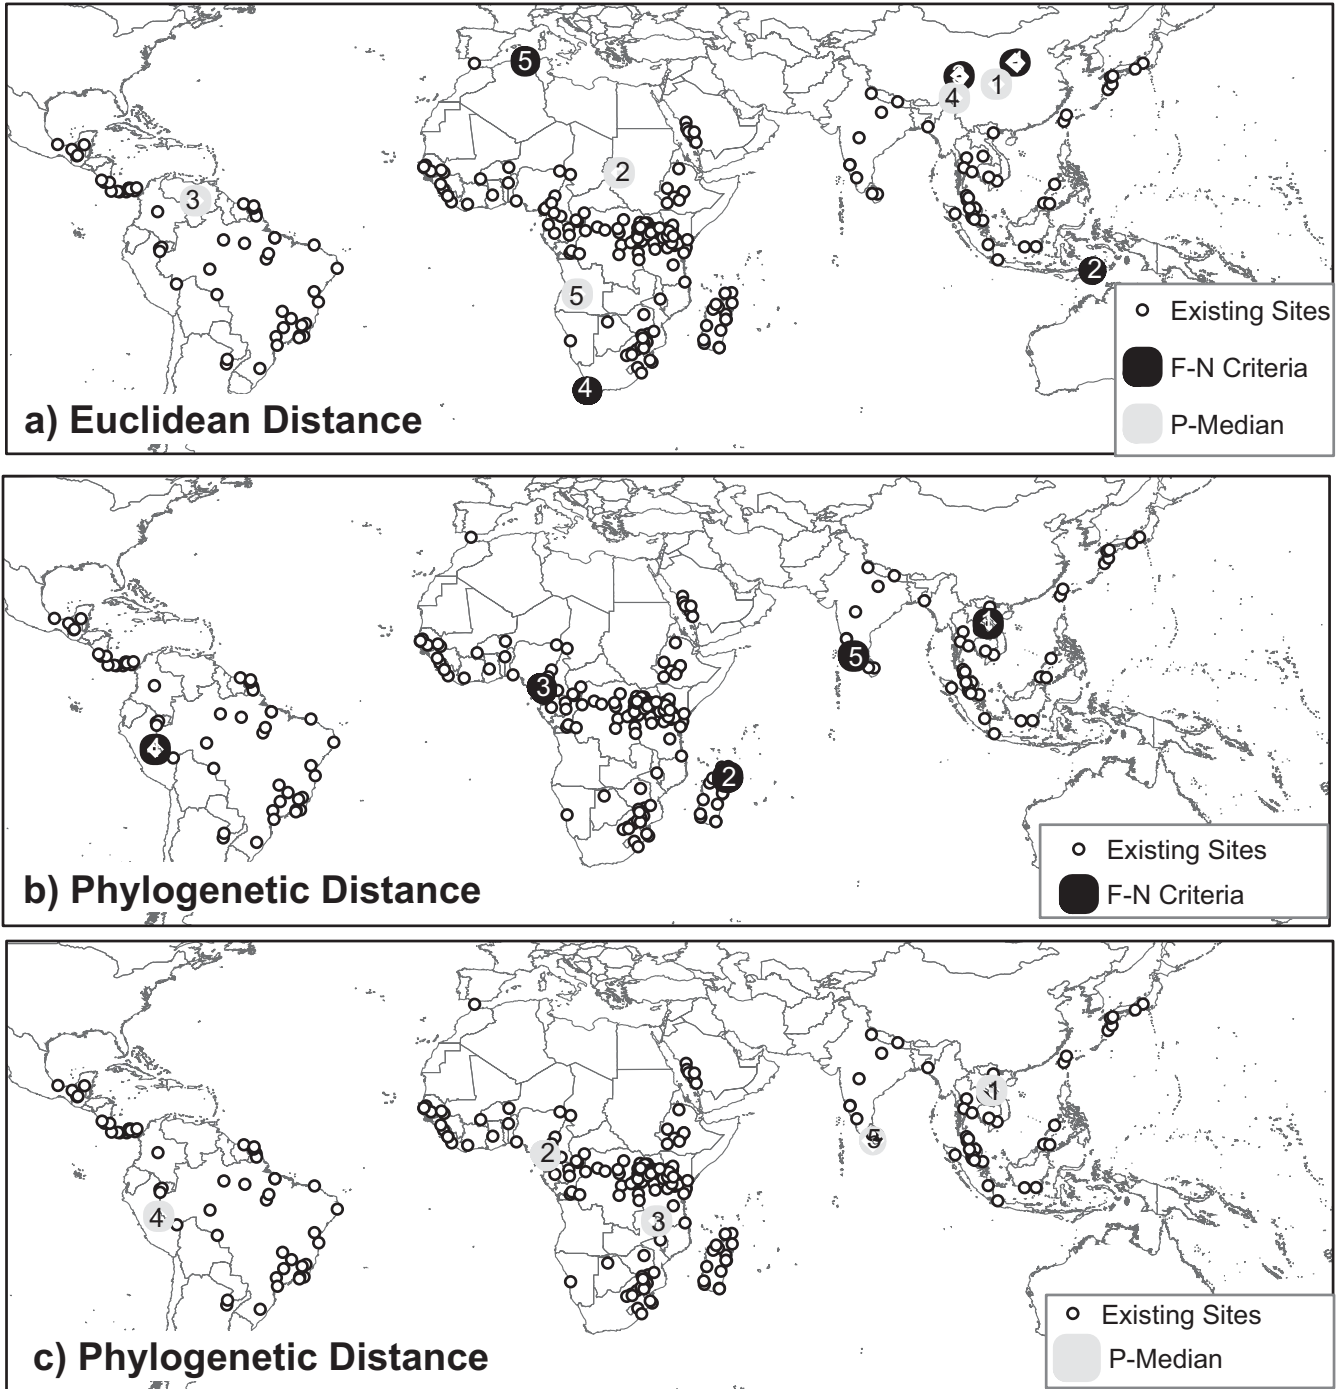 5
1
4
2
3
2
5
4
Existing Sites
F-N Criteria
P-Median
a) Euclidean Distance
1
5
3
2
Existing Sites
F-N Criteria
b) Phylogenetic Distance
1
5
2
4
3
Existing Sites
P-Median
c) Phylogenetic Distance